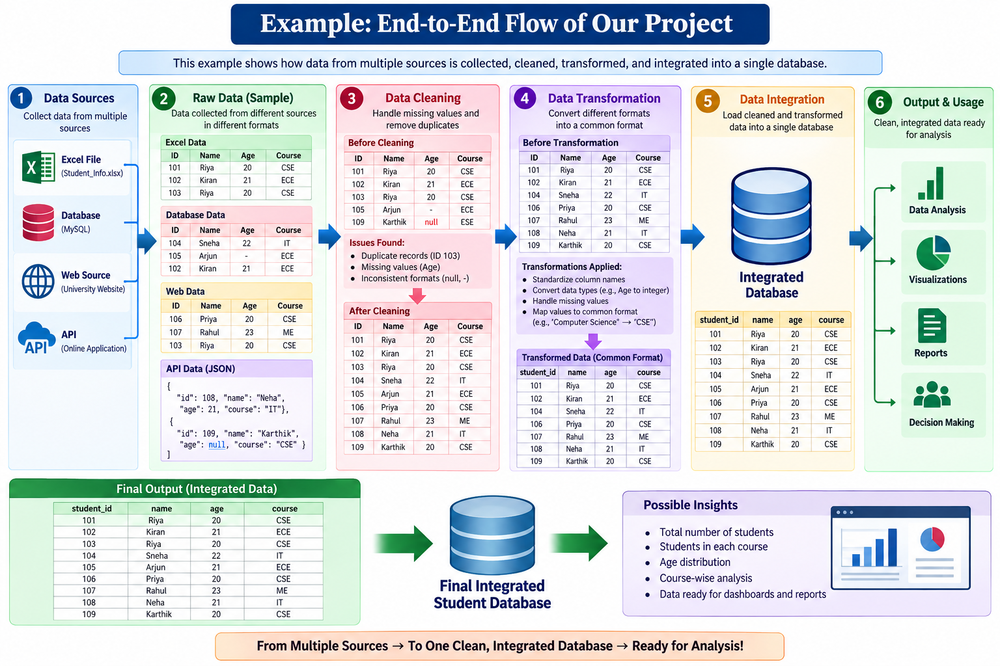 Example: End-to-End Flow of Our Project
This example shows how data from multiple sources is collected, cleaned, transformed, and integrated into a single database.
1 Data Sources
Collect data from multiple
sources
Excel File
(Student_Info.xlsx)
Database
(MySQL)
Web Source
(University Website)
API
API
(Online Application)
2 Raw Data (Sample)
Data collected from different sources
in different formats
Excel Data
ID Name Age Course
101 Riya 20 CSE
102 Kiran 21 ECE
103 Riya 20 CSE
Database Data
ID Name Age Course
104 Sneha 22 IT
105 Arjun - ECE
102 Kiran 21 ECE
Web Data
ID Name Age Course
106 Priya 20 CSE
107 Rahul 23 ME
103 Riya 20 CSE
API Data (JSON)
{
"id": 108, "name": "Neha",
"age": 21, "course": "IT"},
{
"id": 109, "name": "Karthik",
"age": null, "course": "CSE" }
]
3 Data Cleaning
Handle missing values and
remove duplicates
Before Cleaning
ID Name Age Course
101 Riya 20 CSE
102 Kiran 21 ECE
103 Riya 20 CSE
105 Arjun - ECE
109 Karthik null ESE
Issues Found:
• Duplicate records (ID 103)
• Missing values (Age)
• Inconsistent formats (null, -)
After Cleaning
ID Name Age Course
101 Riya 20 CSE
102 Kiran 21 ECE
103 Riya 20 CSE
104 Sneha 22 IT
105 Arjun 21 ECE
106 Priya 20 CSE
107 Rahul 23 ME
108 Neha 21 IT
109 Karthik 20 CSE
4 Data Transformation
Convert different formats
into a common format
Before Transformation
ID Name Age Course
101 Riya 20 CSE
102 Kiran 21 ECE
104 Sneha 22 IT
106 Priya 20 CSE
107 Rahul 23 ME
108 Neha 21 IT
109 Karthik 20 CSE
Transformations Applied:
• Standardize column names
• Convert data types (e.g., Age to integer)
• Handle missing values
• Map values to common format
(e.g., "Computer Science" → "CSE")
Transformed Data (Common Format)
student_id name age course
101 Riya 20 CSE
102 Kiran 21 ECE
104 Sneha 22 IT
106 Priya 20 CSE
107 Rahul 23 ME
108 Neha 21 IT
109 Karthik 20 CSE
5 Data Integration
Load cleaned and transformed
data into a single database
Integrated
Database
student_id name age course
101 Riya 20 CSE
102 Kiran 21 ECE
103 Riya 20 CSE
104 Sneha 22 IT
105 Arjun 21 ECE
106 Priya 20 CSE
107 Rahul 23 ME
108 Neha 21 IT
109 Karthik 20 CSE
6 Output & Usage
Clean, integrated data ready
for analysis
Data Analysis
Visualizations
Reports
Decision Making
Final Output (Integrated Data)
student_id name age course
101 Riya 20 CSE
102 Kiran 21 ECE
103 Riya 20 CSE
104 Sneha 22 IT
105 Arjun 21 ECE
106 Priya 20 CSE
107 Rahul 23 ME
108 Neha 21 IT
109 Karthik 20 CSE
Final Integrated
Student Database
Possible Insights
• Total number of students
• Students in each course
• Age distribution
• Course-wise analysis
• Data ready for dashboards and reports
From Multiple Sources → To One Clean, Integrated Database → Ready for Analysis!